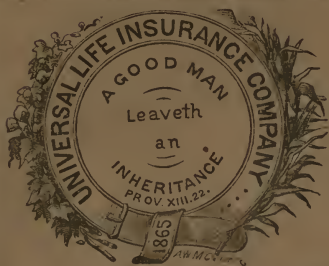 UNIVERSAL LIFE INSURANCE COMPANY
A GOOD MAN
Leaveth
an
INHERITANCE.
PROV. XIII. 22.
1865